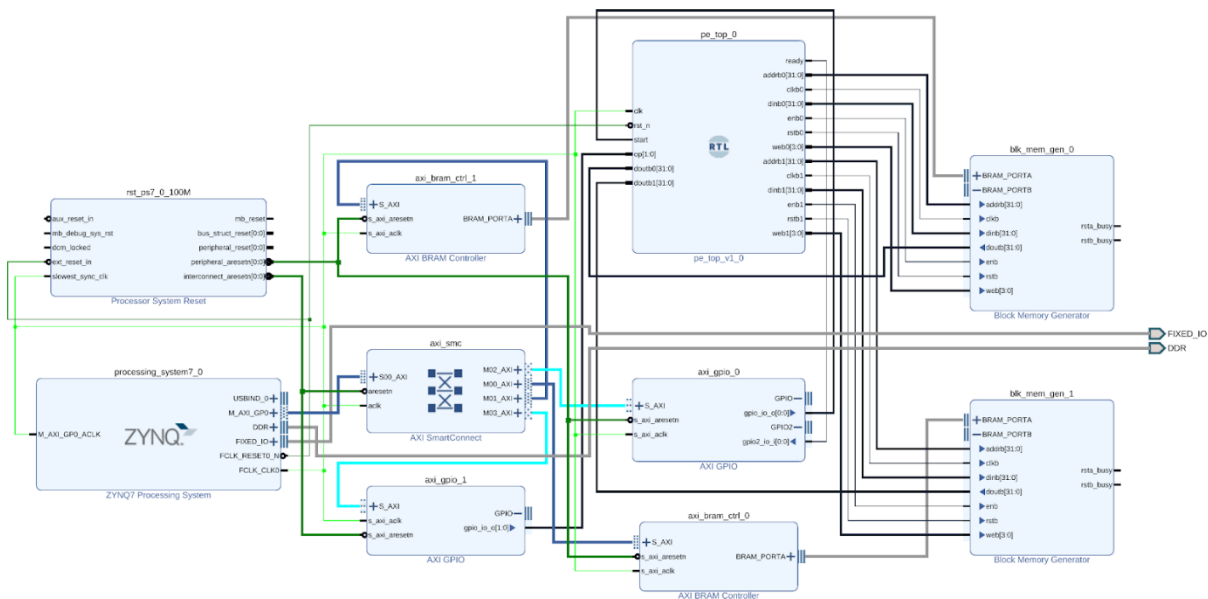 rst_ps7_0_100M
aux_reset_in
mb_debug_sys_rst
dcm_locked
ext_reset_in
slowest_sync_clk
mb_reset
bus_struct_reset[0:0]
peripheral_reset[0:0]
peripheral_aresetn[0:0]
interconnect_aresetn[0:0]
Processor System Reset
processing_system7_0
M_AXI_GP0_ACLK
ZYNQ
USBIND_0
M_AXI_GP0
DDR
FIXED_IO
FCLK_RESET0_N
FCLK_CLK0
ZYNQ7 Processing System
axi_bram_ctrl_1
S_AXI
s_axi_aresetn
s_axi_aclk
BRAM_PORTA
AXI BRAM Controller
axi_smc
S00_AXI
aresetn
aclk
M02_AXI
M00_AXI
M01_AXI
M03_AXI
AXI SmartConnect
axi_gpio_1
S_AXI
s_axi_aclk
s_axi_aresetn
GPIO
gpio_io_o[1:0]
AXI GPIO
pe_top_0
clk
rst_n
start
op[1:0]
doutb0[31:0]
doutb1[31:0]
RTL
ready
addrb0[31:0]
clkb0
dinb0[31:0]
enb0
rstb0
web0[3:0]
addrb1[31:0]
clkb1
dinb1[31:0]
enb1
rstb1
web1[3:0]
pe_top_v1_0
axi_gpio_0
S_AXI
s_axi_aresetn
s_axi_aclk
GPIO
gpio_io_o[0:0]
GPIO2
gpio2_io_i[0:0]
AXI GPIO
axi_bram_ctrl_0
S_AXI
s_axi_aresetn
s_axi_aclk
BRAM_PORTA
AXI BRAM Controller
blk_mem_gen_0
BRAM_PORTA
BRAM_PORTB
addrb[31:0]
clkb
dinb[31:0]
doutb[31:0]
enb
rstb
web[3:0]
rsta_busy
rstb_busy
Block Memory Generator
FIXED_IO
DDR
blk_mem_gen_1
BRAM_PORTA
BRAM_PORTB
addrb[31:0]
clkb
dinb[31:0]
doutb[31:0]
enb
rstb
web[3:0]
rsta_busy
rstb_busy
Block Memory Generator